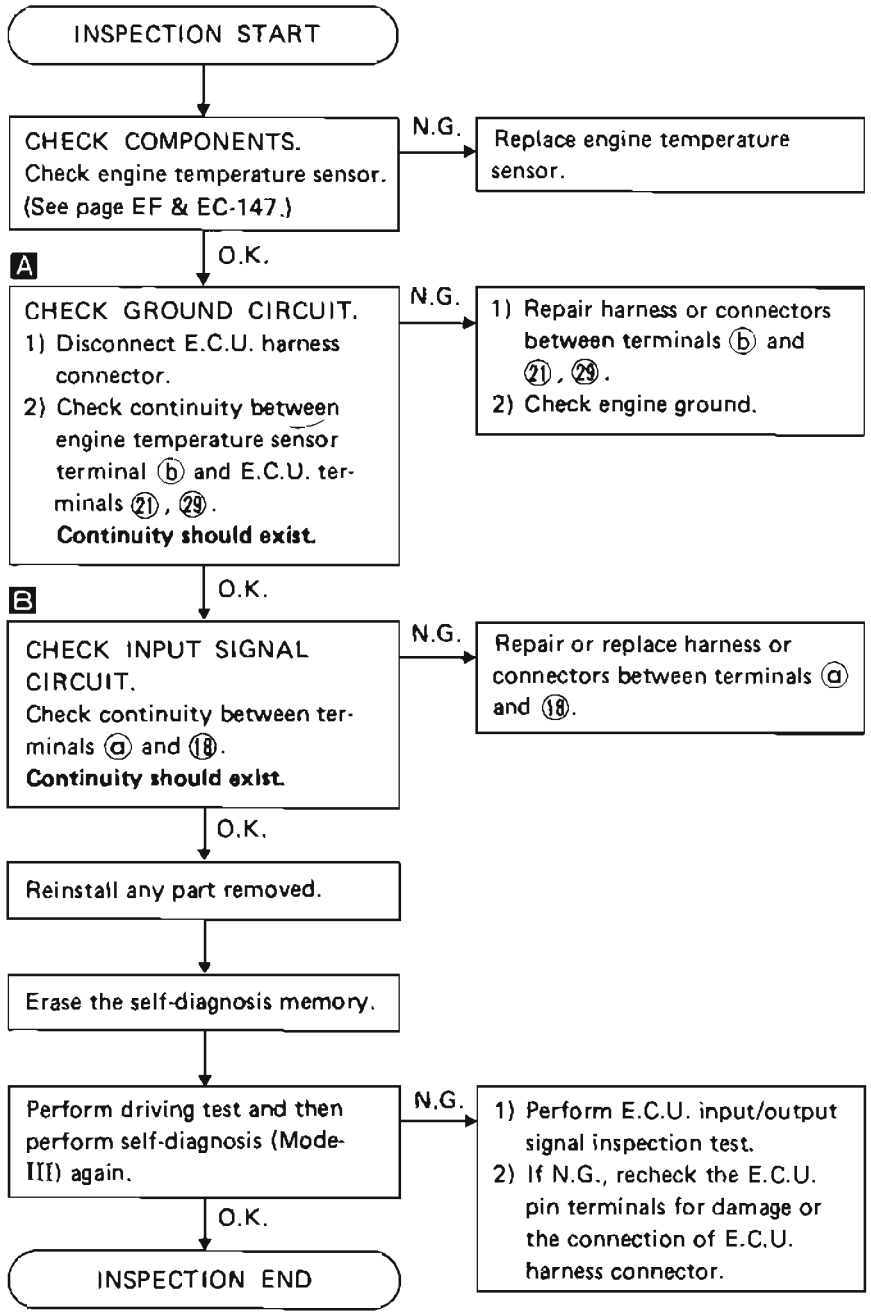 INSPECTION START
CHECK COMPONENTS.
Check engine temperature sensor.
(See page EF & EC-147.)
N.G.
Replace engine temperature
sensor.
O.K.
A
CHECK GROUND CIRCUIT.
1) Disconnect E.C.U. harness
connector.
2) Check continuity between
engine temperature sensor
terminal ⓑ and E.C.U. ter-
minals ㉑, ㉙.
Continuity should exist.
N.G.
1) Repair harness or connectors
between terminals ⓑ and
㉑, ㉙.
2) Check engine ground.
O.K.
B
CHECK INPUT SIGNAL
CIRCUIT.
Check continuity between ter-
minals ⓐ and ⑱.
Continuity should exist.
N.G.
Repair or replace harness or
connectors between terminals ⓐ
and ⑱.
O.K.
Reinstall any part removed.
Erase the self-diagnosis memory.
Perform driving test and then
perform self-diagnosis (Mode-
III) again.
N.G.
1) Perform E.C.U. input/output
signal inspection test.
2) If N.G., recheck the E.C.U.
pin terminals for damage or
the connection of E.C.U.
harness connector.
O.K.
INSPECTION END